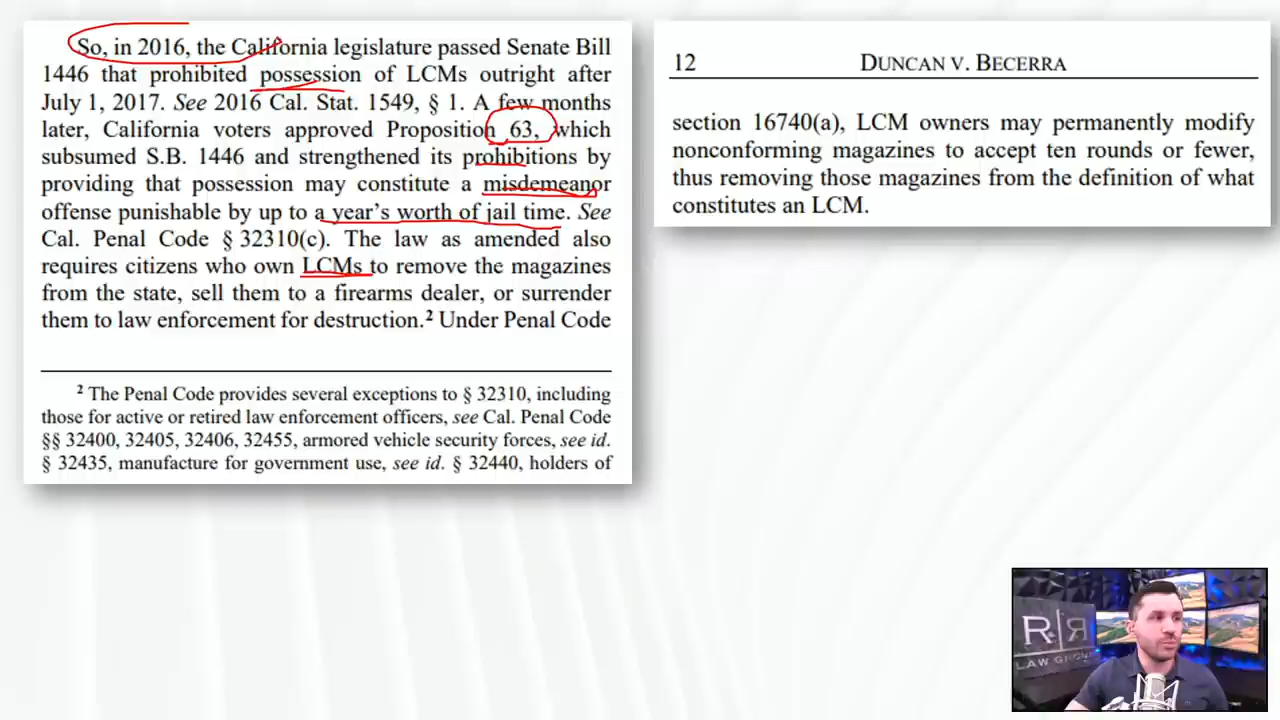 So, in 2016, the California legislature passed Senate Bill
1446 that prohibited possession of LCMs outright after
July 1, 2017. See 2016 Cal. Stat. 1549, § 1. A few months
later, California voters approved Proposition 63, which
subsumed S.B. 1446 and strengthened its prohibitions by
providing that possession may constitute a misdemeanor
offense punishable by up to a year’s worth of jail time. See
Cal. Penal Code § 32310(c). The law as amended also
requires citizens who own LCMs to remove the magazines
from the state, sell them to a firearms dealer, or surrender
them to law enforcement for destruction.² Under Penal Code
² The Penal Code provides several exceptions to § 32310, including
those for active or retired law enforcement officers, see Cal. Penal Code
§§ 32400, 32405, 32406, 32455, armored vehicle security forces, see id.
§ 32435, manufacture for government use, see id. § 32440, holders of
12 DUNCAN V. BECERRA
section 16740(a), LCM owners may permanently modify
nonconforming magazines to accept ten rounds or fewer,
thus removing those magazines from the definition of what
constitutes an LCM.
R|R
LAW GROUP